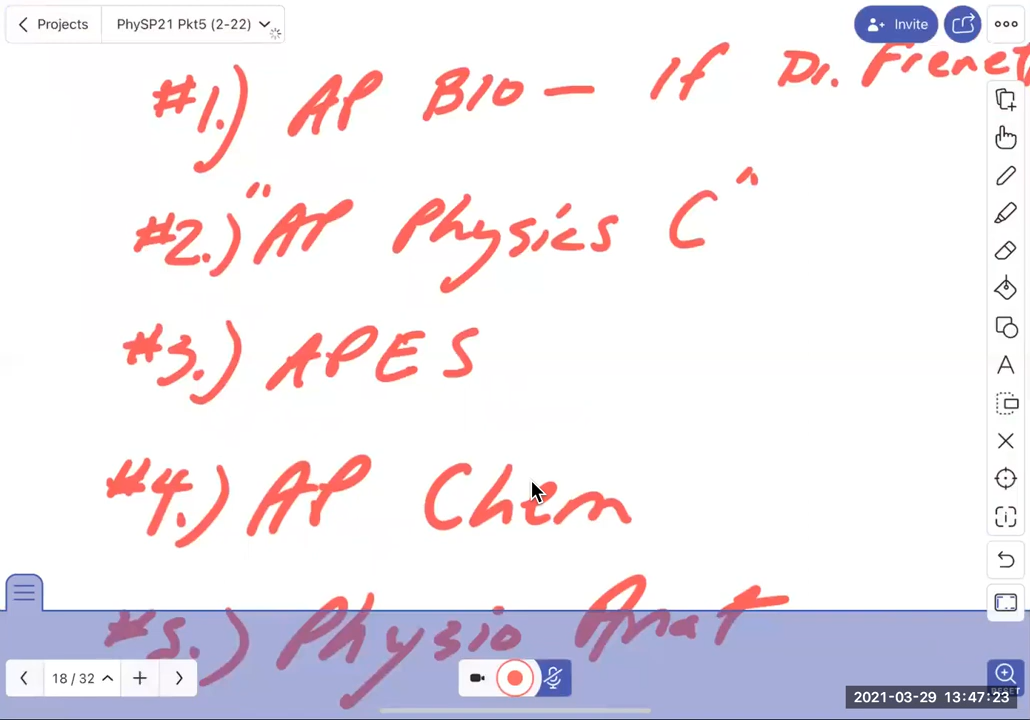 Projects
PhySP21 Pkt5 (2-22)
Invite
#1.) AP BIO — If Dr. Frenet
#2.) "AP Physics C"
#3.) APES
#4.) AP Chem
#5.) Physio Anat
18 / 32
RESET
2021-03-29 13:47:23